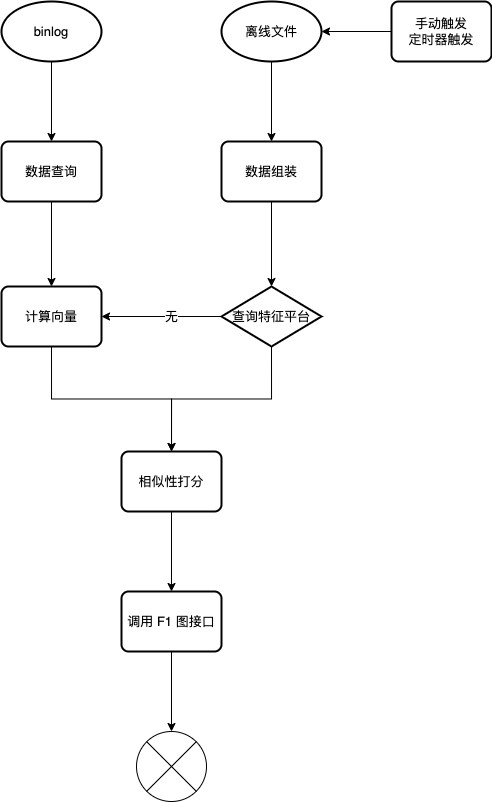 binlog
离线文件
手动触发
定时器触发
数据查询
数据组装
计算向量
无
查询特征平台
相似性打分
调用 F1 图接口